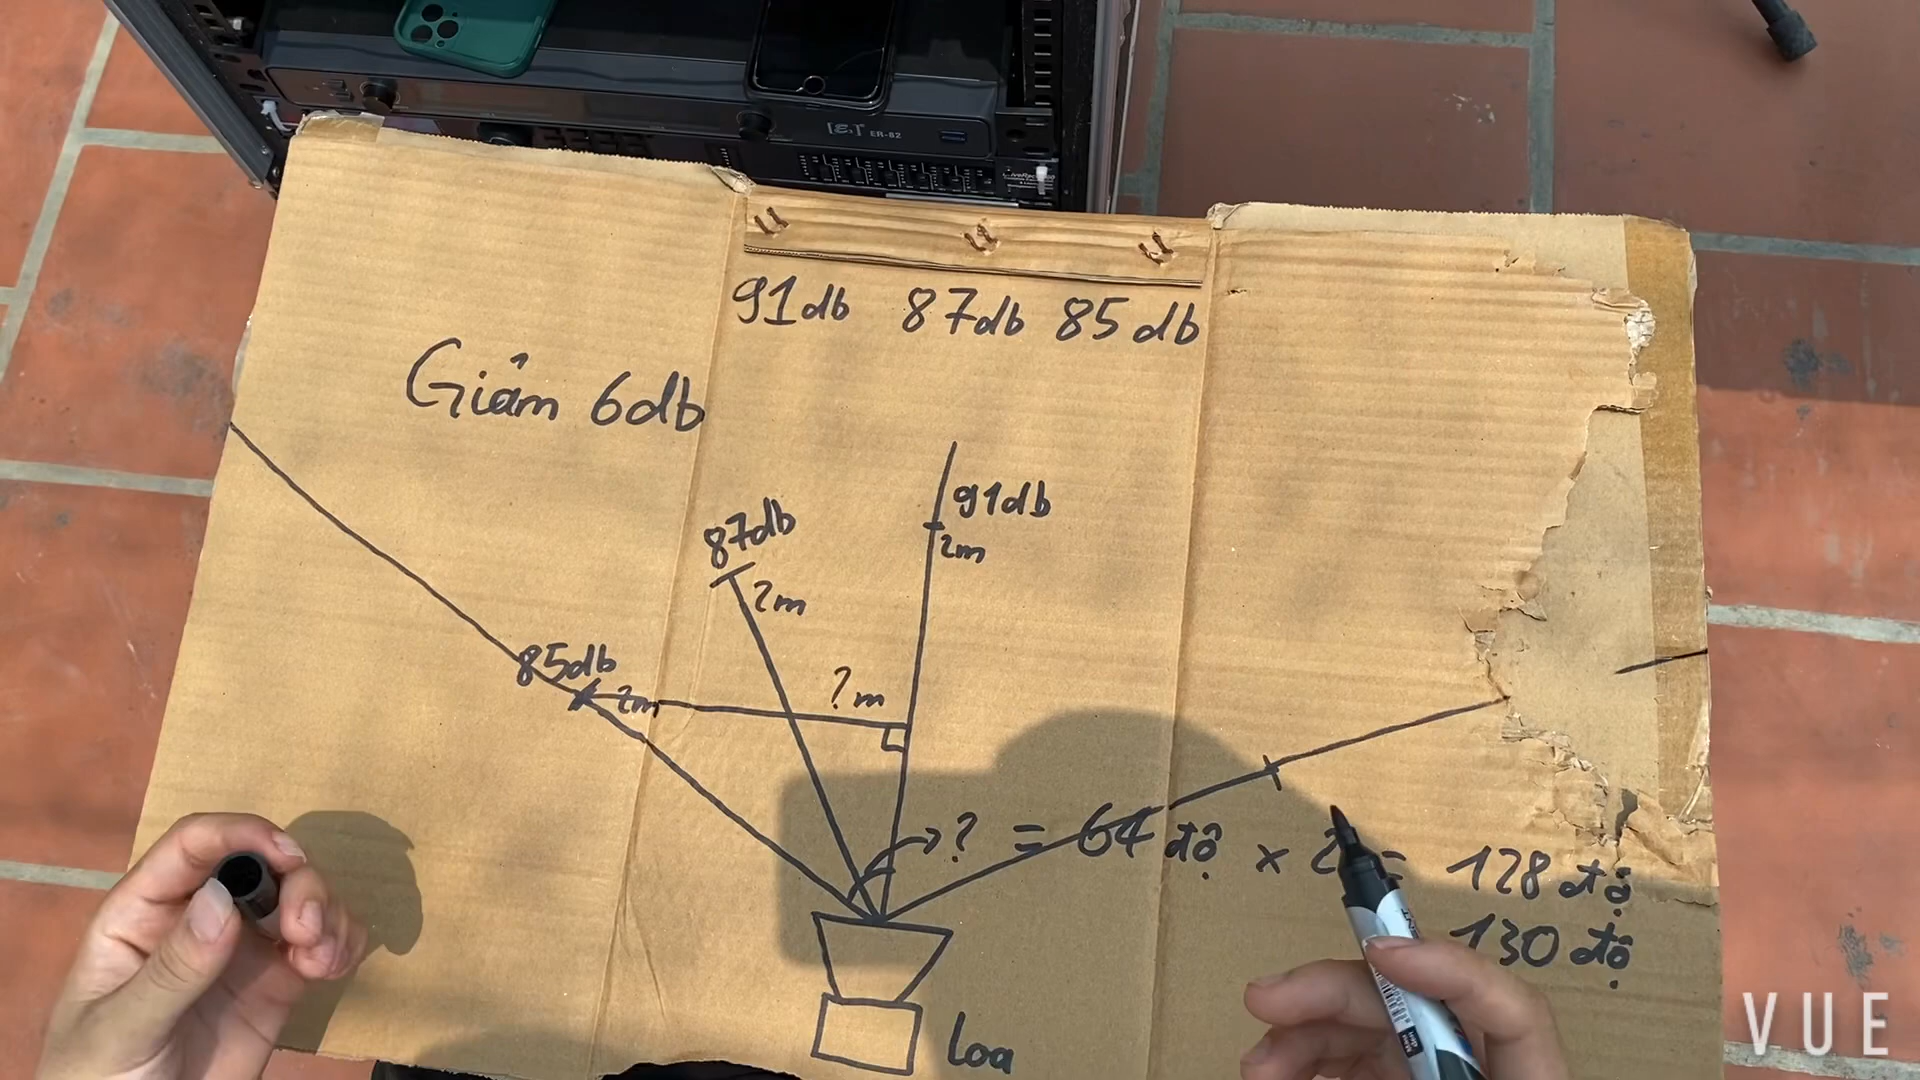 ER-82
91db 87db 85db
Giảm 6db
91db
2m
87db
2m
85db
2m
?m
? = 64 độ x 2 = 128 độ
130 độ
Loa
VUE